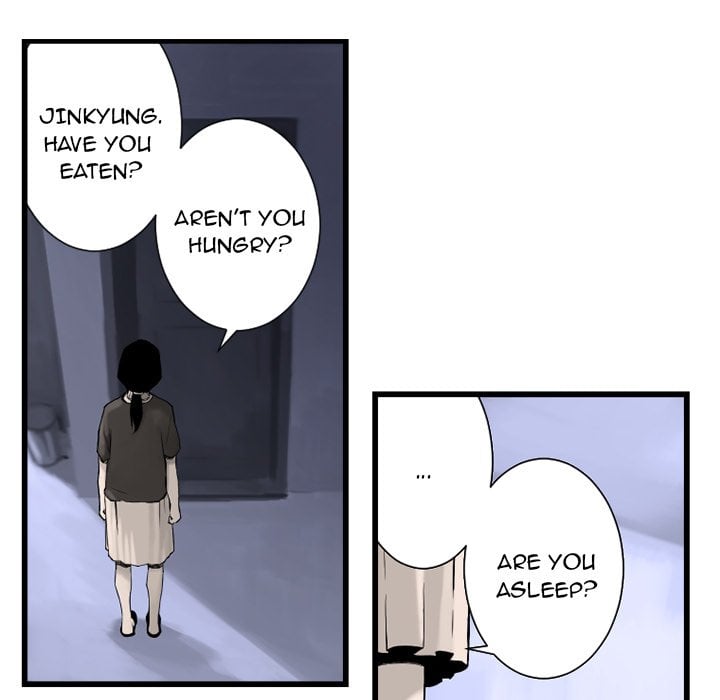 JINKYUNG.
HAVE YOU
EATEN?
AREN'T YOU
HUNGRY?
...
ARE YOU
ASLEEP?